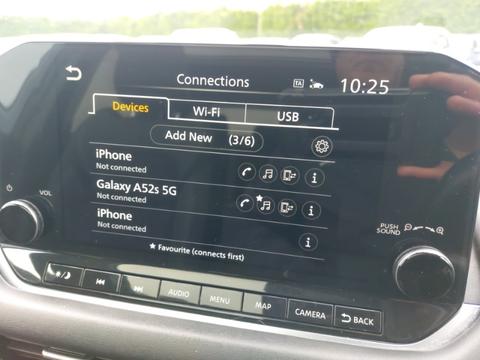 Connections
TA
10:25
Devices Wi-Fi USB
Add New (3/6)
iPhone
Not connected
Galaxy A52s 5G
Not connected
iPhone
Not connected
★ Favourite (connects first)
VOL
PUSH
SOUND
AUDIO MENU MAP CAMERA BACK